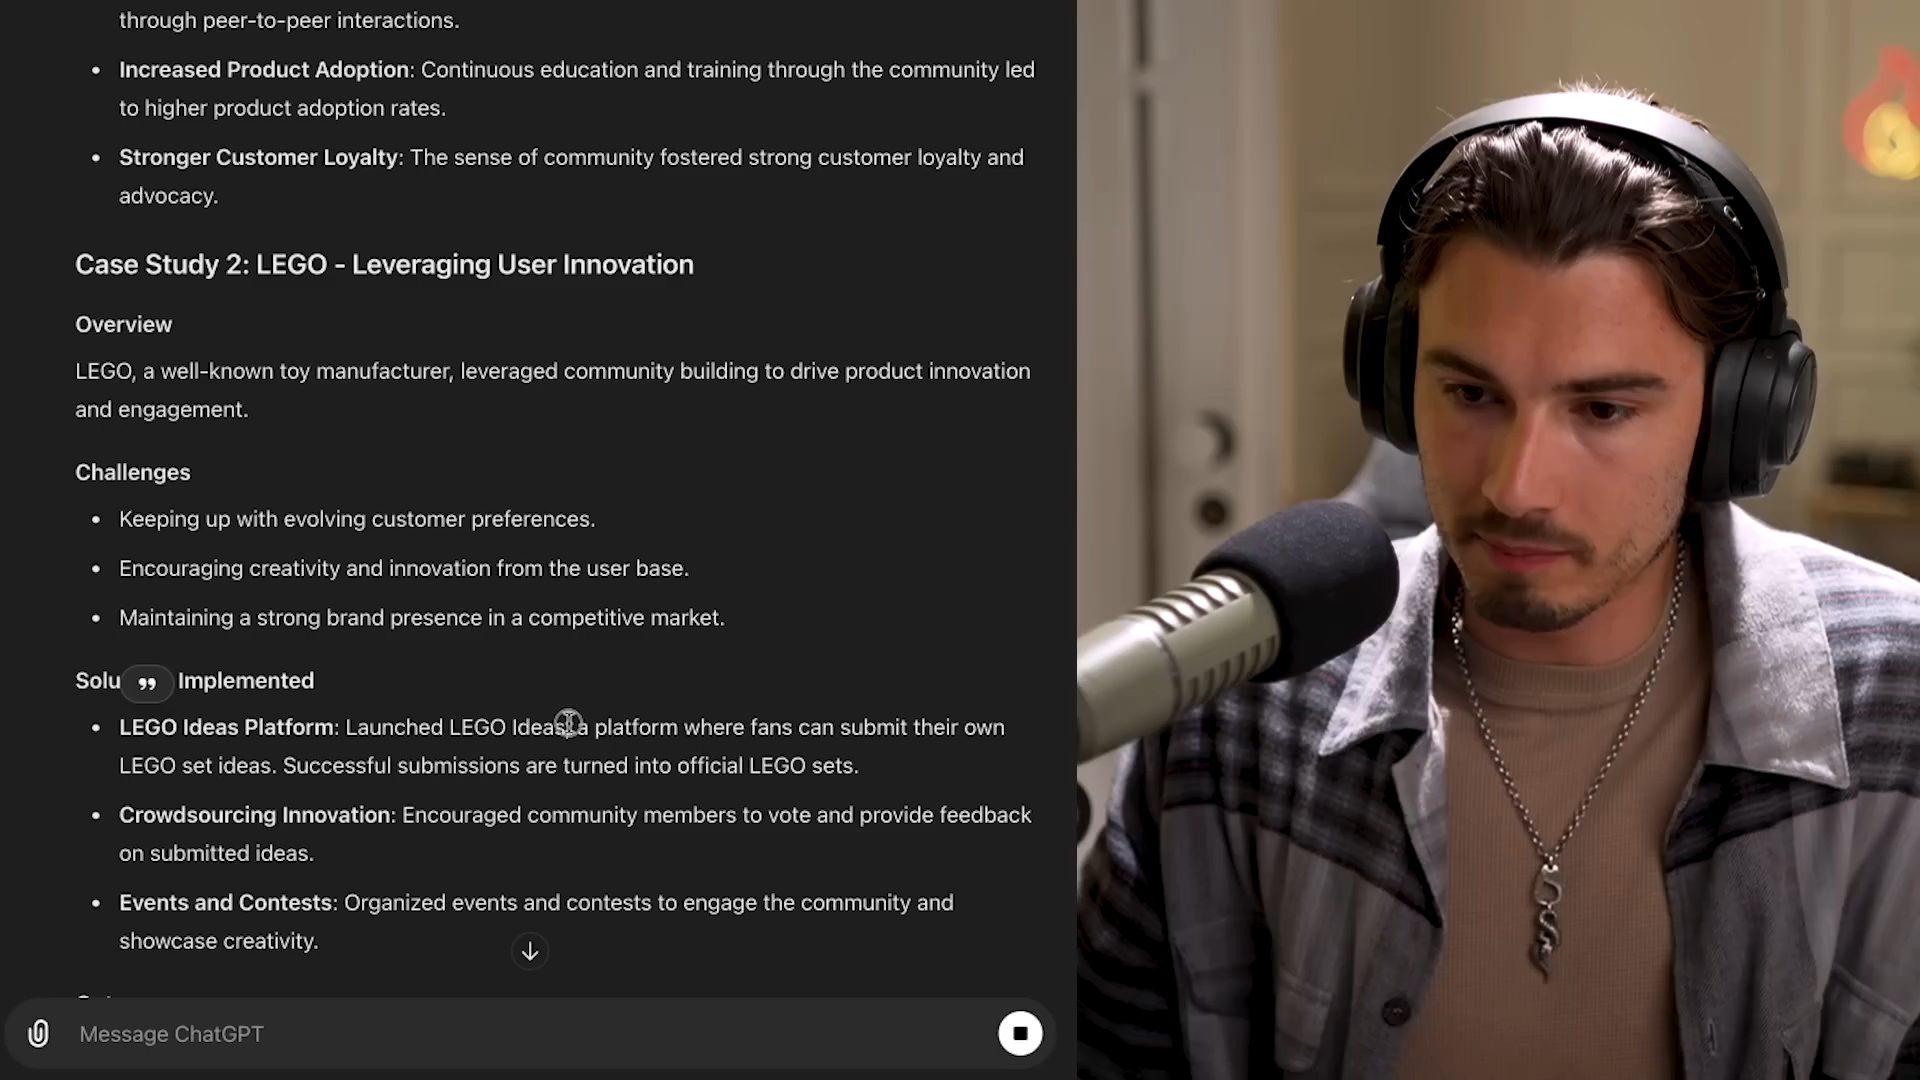 through peer-to-peer interactions.
• Increased Product Adoption: Continuous education and training through the community led
to higher product adoption rates.
• Stronger Customer Loyalty: The sense of community fostered strong customer loyalty and
advocacy.
Case Study 2: LEGO - Leveraging User Innovation
Overview
LEGO, a well-known toy manufacturer, leveraged community building to drive product innovation
and engagement.
Challenges
• Keeping up with evolving customer preferences.
• Encouraging creativity and innovation from the user base.
• Maintaining a strong brand presence in a competitive market.
Solu Implemented
• LEGO Ideas Platform: Launched LEGO Ideas, a platform where fans can submit their own
LEGO set ideas. Successful submissions are turned into official LEGO sets.
• Crowdsourcing Innovation: Encouraged community members to vote and provide feedback
on submitted ideas.
• Events and Contests: Organized events and contests to engage the community and
showcase creativity.
Message ChatGPT